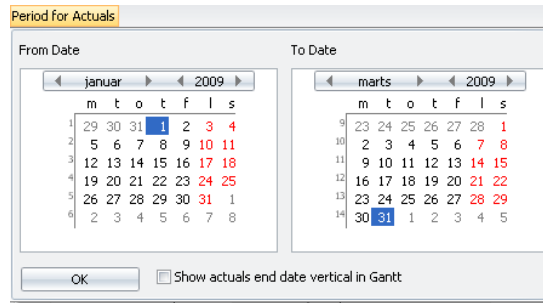 Period for Actuals
From Date
To Date
januar 2009
marts 2009
m t o t f l s
m t o t f l s
1 29 30 31 1 2 3 4
9 23 24 25 26 27 28 1
2 5 6 7 8 9 10 11
10 2 3 4 5 6 7 8
3 12 13 14 15 16 17 18
11 9 10 11 12 13 14 15
4 19 20 21 22 23 24 25
12 16 17 18 19 20 21 22
5 26 27 28 29 30 31 1
13 23 24 25 26 27 28 29
6 2 3 4 5 6 7 8
14 30 31 1 2 3 4 5
OK
Show actuals end date vertical in Gantt